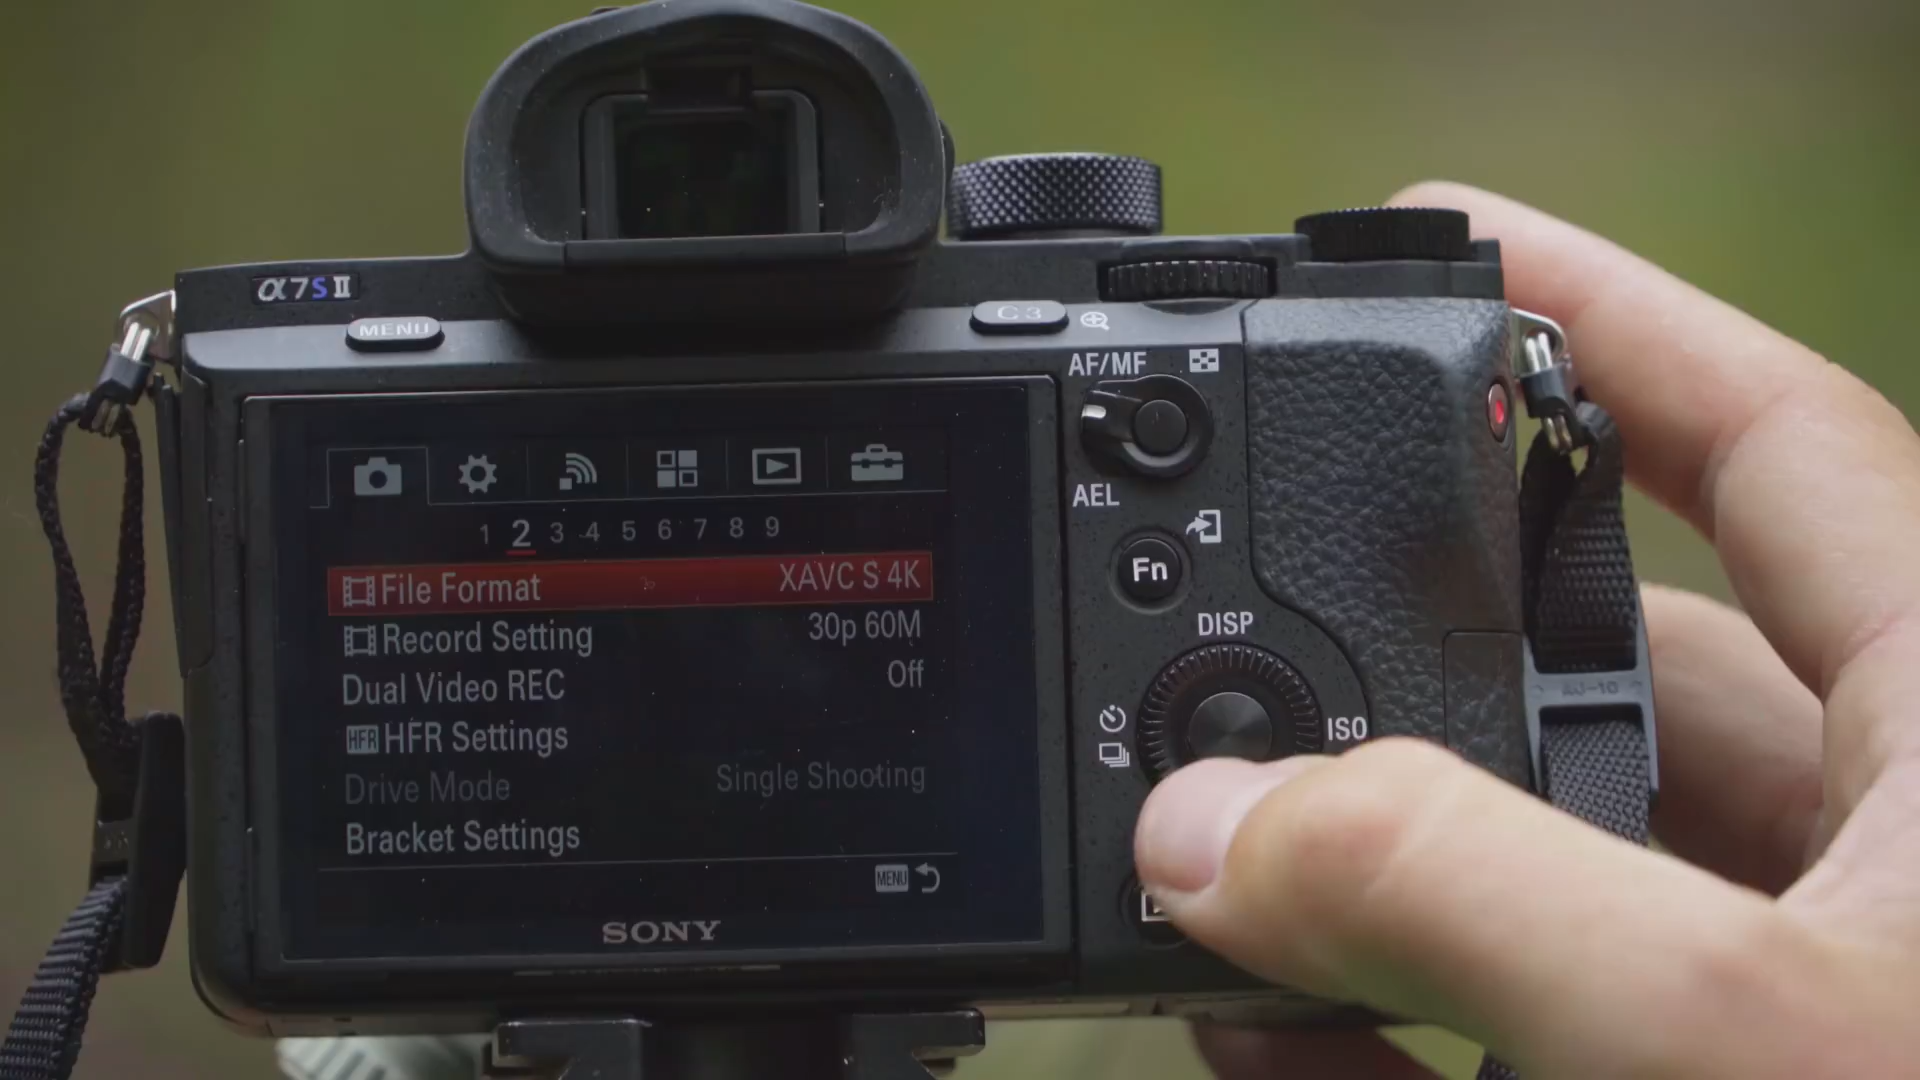 α7S II
MENU
C3
AF/MF
AEL
Fn
DISP
ISO
1 2 3 4 5 6 7 8 9
File Format XAVC S 4K
Record Setting 30p 60M
Dual Video REC Off
HFR HFR Settings
Drive Mode Single Shooting
Bracket Settings
MENU
SONY